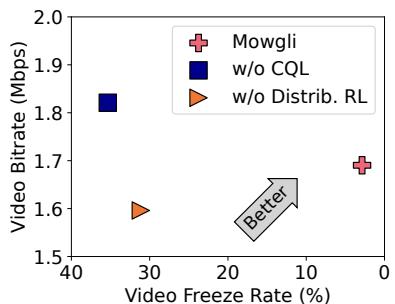 2.0
1.9
1.8
1.7
1.6
1.5
Video Bitrate (Mbps)
Mowgli
w/o CQL
w/o Distrib. RL
Better
40
30
20
10
0
Video Freeze Rate (%)